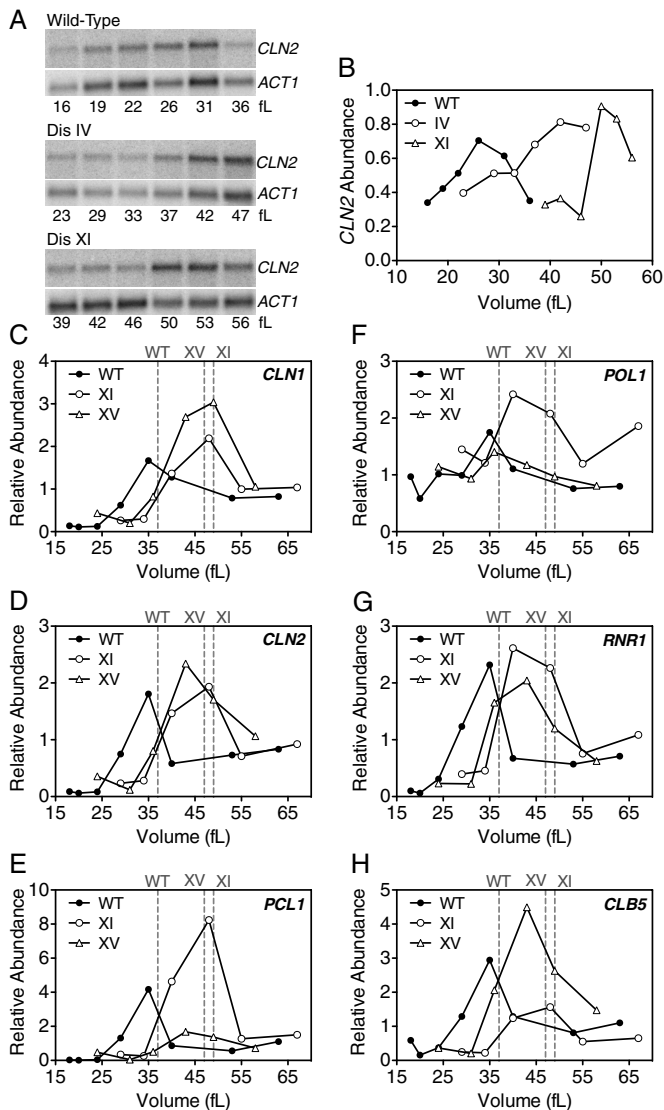 A
Wild-Type
CLN2
ACT1
16 19 22 26 31 36 fL
Dis IV
CLN2
ACT1
23 29 33 37 42 47 fL
Dis XI
CLN2
ACT1
39 42 46 50 53 56 fL
B
WT
IV
XI
CLN2 Abundance
1.0
0.8
0.6
0.4
0.2
0.0
10 20 30 40 50 60
Volume (fL)
C
WT XV XI
WT
XI
XV
CLN1
Relative Abundance
4
3
2
1
0
15 25 35 45 55 65
Volume (fL)
F
WT XV XI
WT
XI
XV
POL1
Relative Abundance
3
2
1
0
15 25 35 45 55 65
Volume (fL)
D
WT XV XI
WT
XI
XV
CLN2
Relative Abundance
3
2
1
0
15 25 35 45 55 65
Volume (fL)
G
WT XV XI
WT
XI
XV
RNR1
Relative Abundance
3
2
1
0
15 25 35 45 55 65
Volume (fL)
E
WT XV XI
WT
XI
XV
PCL1
Relative Abundance
10
8
6
4
2
0
15 25 35 45 55 65
Volume (fL)
H
WT XV XI
WT
XI
XV
CLB5
Relative Abundance
5
4
3
2
1
0
15 25 35 45 55 65
Volume (fL)